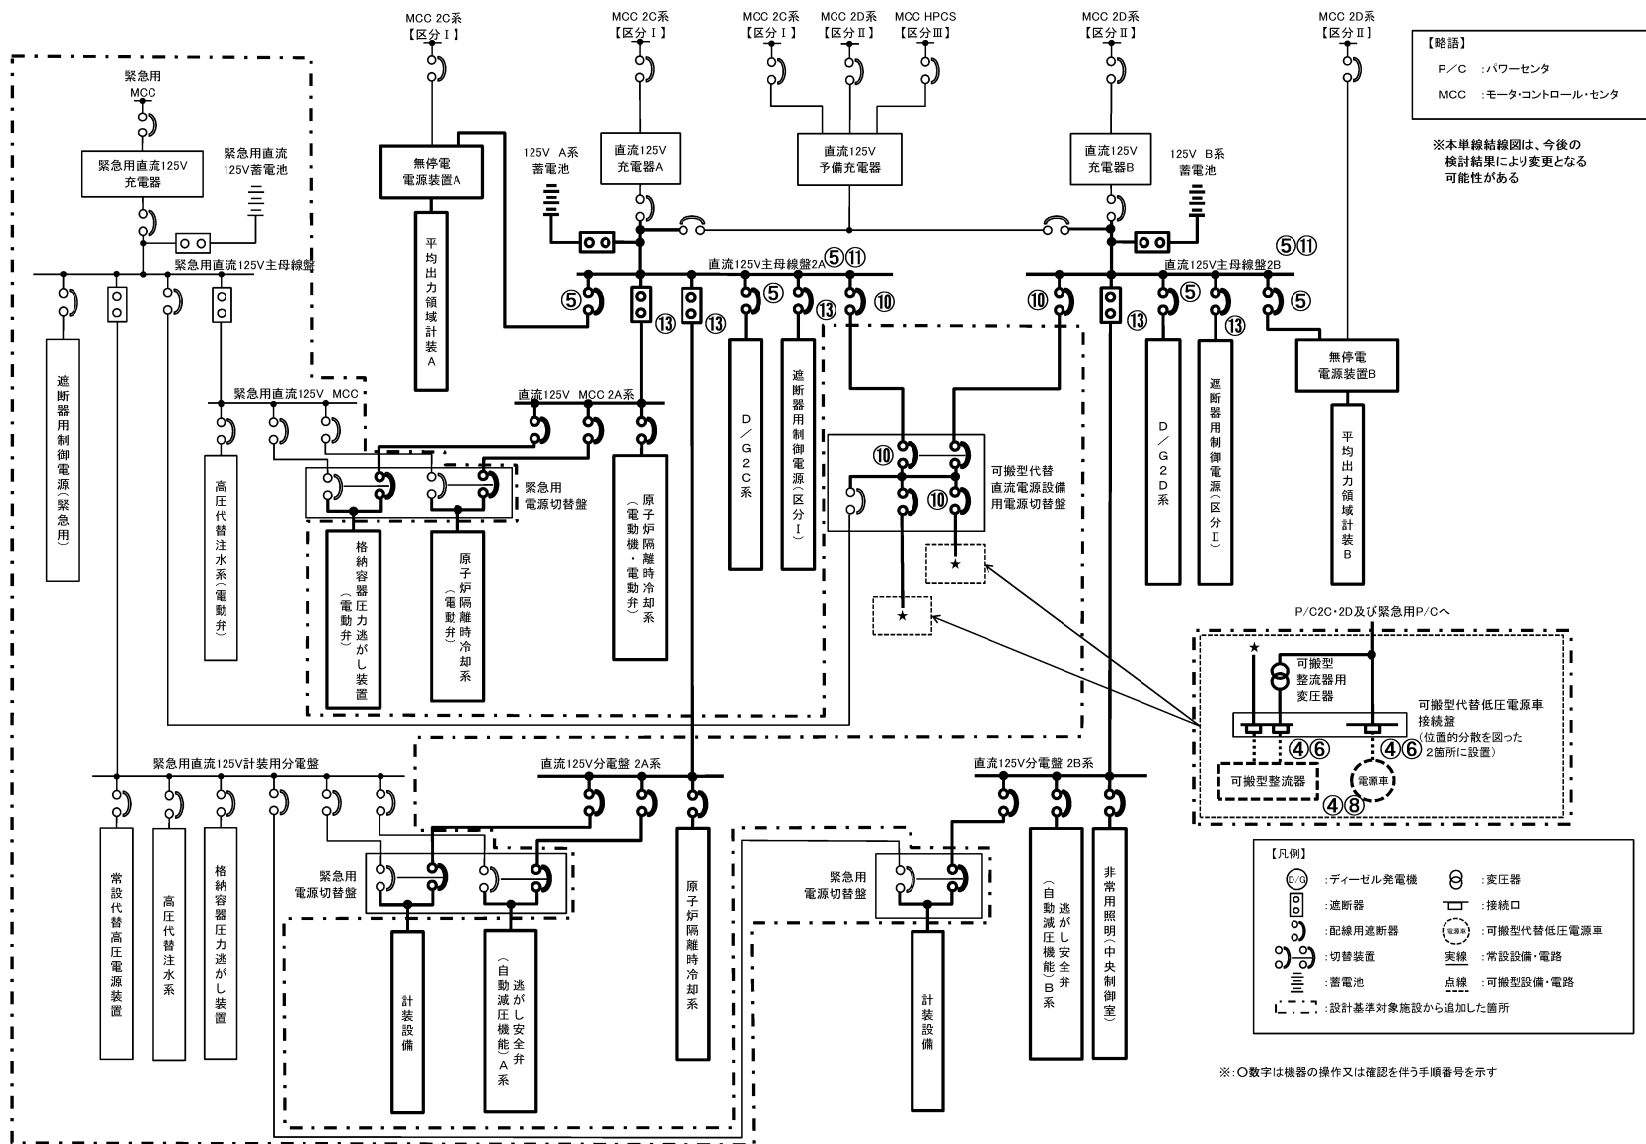 MCC 2C系
【区分Ⅰ】
MCC 2C系
【区分Ⅰ】
MCC 2C系
【区分Ⅰ】
MCC 2D系
【区分Ⅱ】
MCC HPCS
【区分Ⅲ】
MCC 2D系
【区分Ⅱ】
MCC 2D系
【区分Ⅱ】
【略語】
P/C :パワーセンタ
MCC :モータ・コントロール・センタ
※本単線結線図は、今後の
検討結果により変更となる
可能性がある
緊急用
MCC
緊急用直流125V
充電器
緊急用直流
125V蓄電池
無停電
電源装置A
125V A系
蓄電池
直流125V
充電器A
直流125V
予備充電器
直流125V
充電器B
125V B系
蓄電池
平均出力領域計装A
緊急用直流125V主母線盤
直流125V主母線盤2A
⑤⑪
直流125V主母線盤2B
⑤⑪
⑤
⑬
⑬
⑤
⑬
⑩
⑩
⑬
⑤
⑬
⑤
無停電
電源装置B
遮断器用制御電源(緊急用)
緊急用直流125V MCC
直流125V MCC 2A系
D/G2C系
遮断器用制御電源(区分Ⅰ)
D/G2D系
遮断器用制御電源(区分Ⅱ)
平均出力領域計装B
高圧代替注水系(電動弁)
緊急用
電源切替盤
格納容器圧力逃がし装置
(電動弁)
原子炉隔離時冷却系
(電動弁)
原子炉隔離時冷却系
(電動機・電動弁)
⑩
⑩
可搬型代替
直流電源設備
用電源切替盤
★
★
P/C2C・2D及び緊急用P/Cへ
★
可搬型
整流器用
変圧器
可搬型代替低圧電源車
接続盤
(位置的分散を図った
2箇所に設置)
④⑥
④⑥
可搬型整流器
電源車
④⑧
緊急用直流125V計装用分電盤
直流125V分電盤 2A系
直流125V分電盤 2B系
常設代替高圧電源装置
高圧代替注水系
格納容器圧力逃がし装置
緊急用
電源切替盤
計装設備
逃がし安全弁
(自動減圧機能)A系
原子炉隔離時冷却系
緊急用
電源切替盤
計装設備
逃がし安全弁
(自動減圧機能)B系
非常用照明(中央制御室)
【凡例】
D/G :ディーゼル発電機
:変圧器
:遮断器
:接続口
:配線用遮断器
電源車 :可搬型代替低圧電源車
:切替装置
実線 :常設設備・電路
:蓄電池
点線 :可搬型設備・電路
:設計基準対象施設から追加した箇所
※:○数字は機器の操作又は確認を伴う手順番号を示す